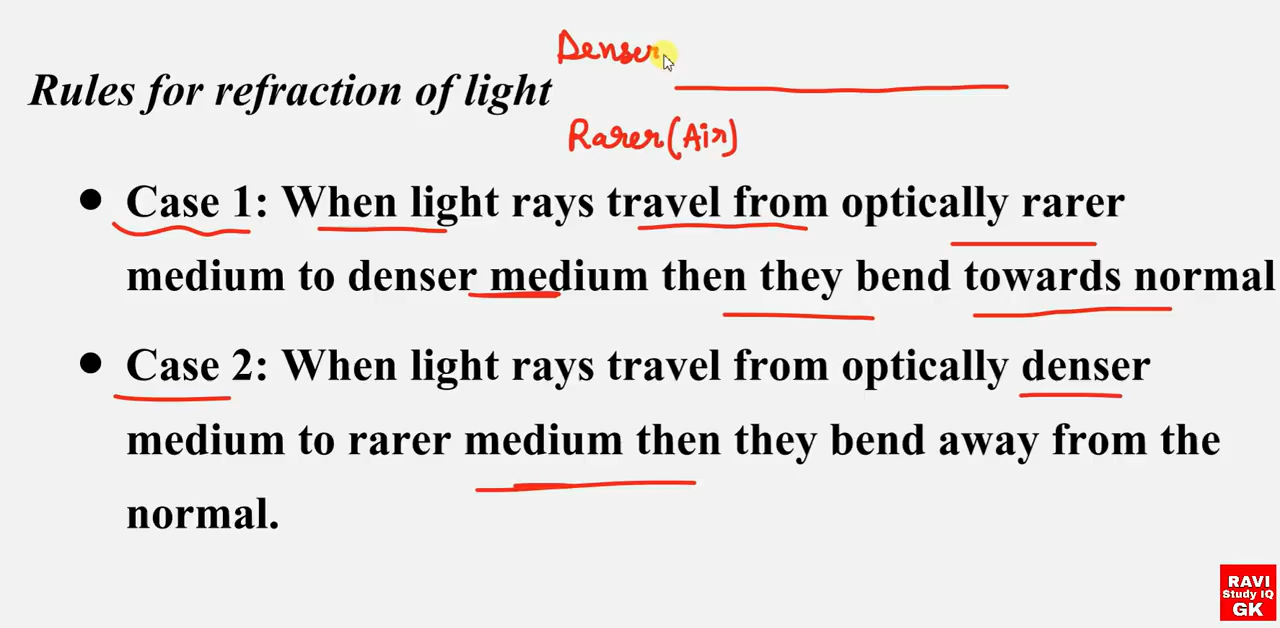 Denser
Rules for refraction of light
Rarer (Air)
• Case 1: When light rays travel from optically rarer
medium to denser medium then they bend towards normal
• Case 2: When light rays travel from optically denser
medium to rarer medium then they bend away from the
normal.
RAVI
Study IQ
GK